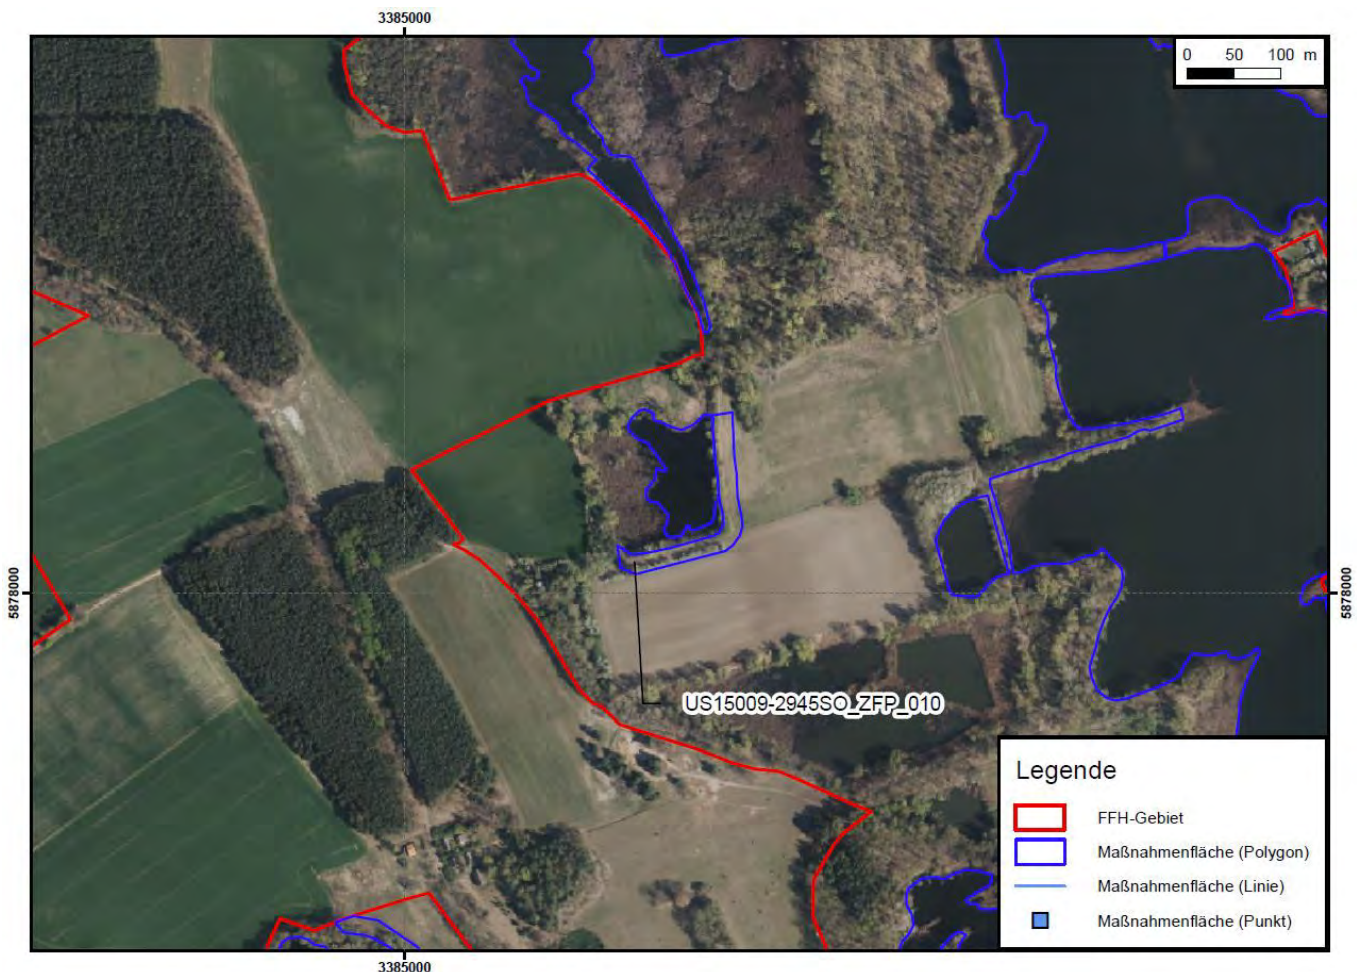 3385000
0 50 100 m
5878000
5878000
US15009-2945SO_ZFP_010
Legende
FFH-Gebiet
Maßnahmenfläche (Polygon)
Maßnahmenfläche (Linie)
Maßnahmenfläche (Punkt)
3385000